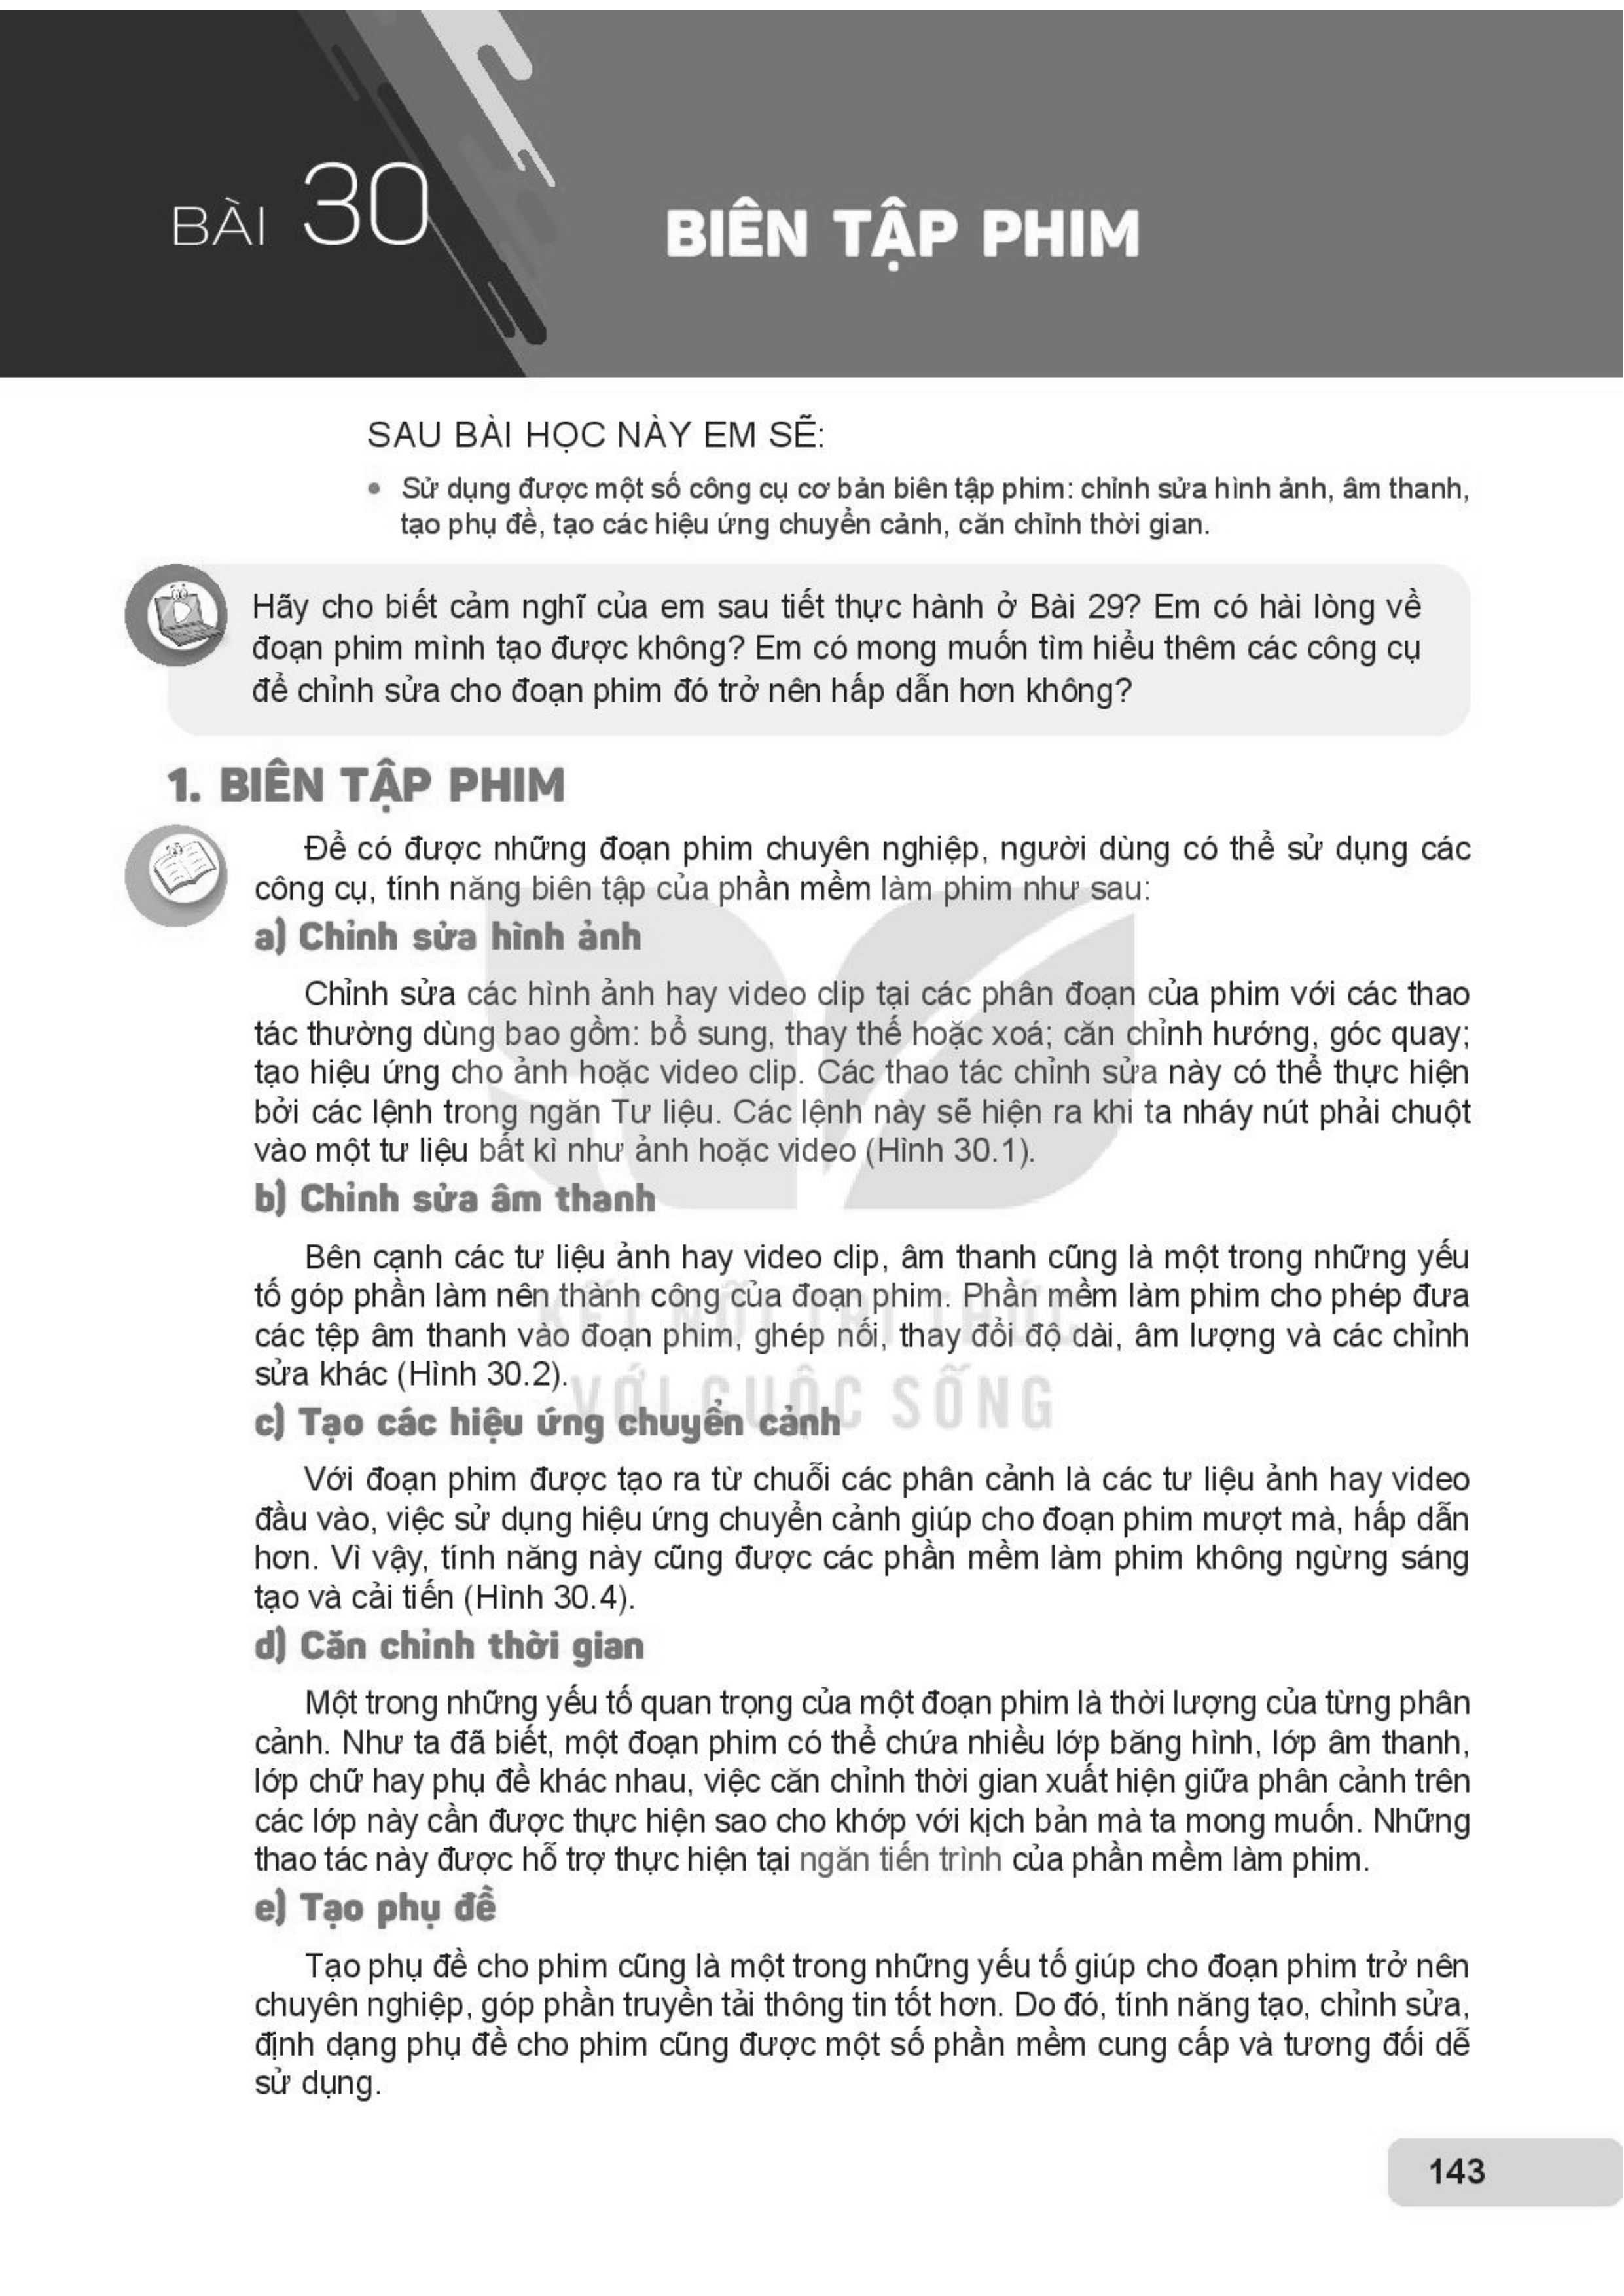 BÀI 30
BIÊN TẬP PHIM
SAU BÀI HỌC NÀY EM SẼ:
• Sử dụng được một số công cụ cơ bản biên tập phim: chỉnh sửa hình ảnh, âm thanh,
tạo phụ đề, tạo các hiệu ứng chuyển cảnh, căn chỉnh thời gian.
Hãy cho biết cảm nghĩ của em sau tiết thực hành ở Bài 29? Em có hài lòng về
đoạn phim mình tạo được không? Em có mong muốn tìm hiểu thêm các công cụ
để chỉnh sửa cho đoạn phim đó trở nên hấp dẫn hơn không?
1. BIÊN TẬP PHIM
Để có được những đoạn phim chuyên nghiệp, người dùng có thể sử dụng các
công cụ, tính năng biên tập của phần mềm làm phim như sau:
a) Chỉnh sửa hình ảnh
Chỉnh sửa các hình ảnh hay video clip tại các phân đoạn của phim với các thao
tác thường dùng bao gồm: bổ sung, thay thế hoặc xoá; căn chỉnh hướng, góc quay;
tạo hiệu ứng cho ảnh hoặc video clip. Các thao tác chỉnh sửa này có thể thực hiện
bởi các lệnh trong ngăn Tư liệu. Các lệnh này sẽ hiện ra khi ta nháy nút phải chuột
vào một tư liệu bất kì như ảnh hoặc video (Hình 30.1).
b) Chỉnh sửa âm thanh
Bên cạnh các tư liệu ảnh hay video clip, âm thanh cũng là một trong những yếu
tố góp phần làm nên thành công của đoạn phim. Phần mềm làm phim cho phép đưa
các tệp âm thanh vào đoạn phim, ghép nối, thay đổi độ dài, âm lượng và các chỉnh
sửa khác (Hình 30.2).
KẾT NỐI TRI THỨC
VỚI CUỘC SỐNG
c) Tạo các hiệu ứng chuyển cảnh
Với đoạn phim được tạo ra từ chuỗi các phân cảnh là các tư liệu ảnh hay video
đầu vào, việc sử dụng hiệu ứng chuyển cảnh giúp cho đoạn phim mượt mà, hấp dẫn
hơn. Vì vậy, tính năng này cũng được các phần mềm làm phim không ngừng sáng
tạo và cải tiến (Hình 30.4).
d) Căn chỉnh thời gian
Một trong những yếu tố quan trọng của một đoạn phim là thời lượng của từng phân
cảnh. Như ta đã biết, một đoạn phim có thể chứa nhiều lớp băng hình, lớp âm thanh,
lớp chữ hay phụ đề khác nhau, việc căn chỉnh thời gian xuất hiện giữa phân cảnh trên
các lớp này cần được thực hiện sao cho khớp với kịch bản mà ta mong muốn. Những
thao tác này được hỗ trợ thực hiện tại ngăn tiến trình của phần mềm làm phim.
e) Tạo phụ đề
Tạo phụ đề cho phim cũng là một trong những yếu tố giúp cho đoạn phim trở nên
chuyên nghiệp, góp phần truyền tải thông tin tốt hơn. Do đó, tính năng tạo, chỉnh sửa,
định dạng phụ đề cho phim cũng được một số phần mềm cung cấp và tương đối dễ
sử dụng.
143